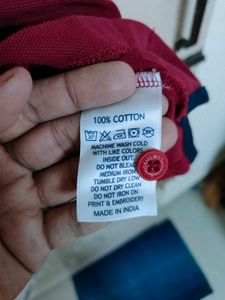 100% COTTON
MACHINE WASH COLD
WITH LIKE COLORS
INSIDE OUT.
DO NOT BLEACH
MEDIUM IRON
TUMBLE DRY LOW
DO NOT DRY CLEAN
DO NOT IRON ON
PRINT & EMBROIDERY
MADE IN INDIA